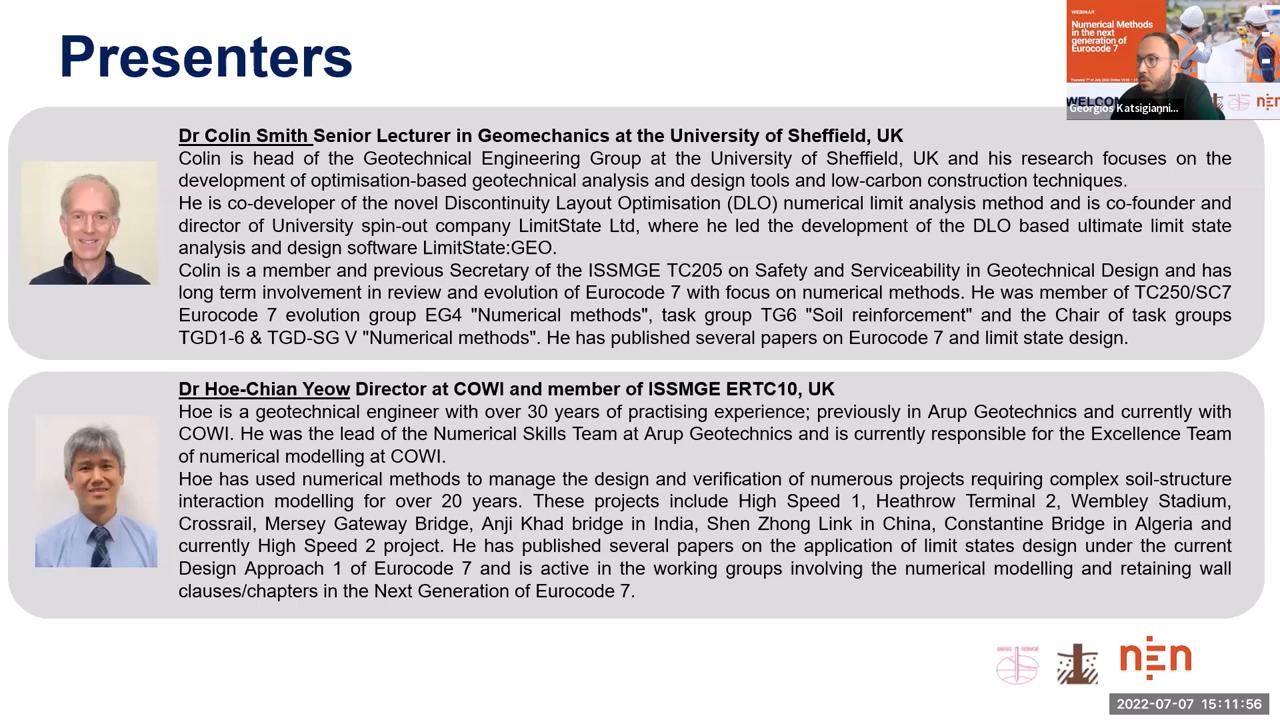 Presenters
WEBINAR
Numerical Methods
in the next
generation of
Eurocode 7
WELCOM
Georgios Katsigianni...
nen
Dr Colin Smith Senior Lecturer in Geomechanics at the University of Sheffield, UK
Colin is head of the Geotechnical Engineering Group at the University of Sheffield, UK and his research focuses on the
development of optimisation-based geotechnical analysis and design tools and low-carbon construction techniques.
He is co-developer of the novel Discontinuity Layout Optimisation (DLO) numerical limit analysis method and is co-founder and
director of University spin-out company LimitState Ltd, where he led the development of the DLO based ultimate limit state
analysis and design software LimitState:GEO.
Colin is a member and previous Secretary of the ISSMGE TC205 on Safety and Serviceability in Geotechnical Design and has
long term involvement in review and evolution of Eurocode 7 with focus on numerical methods. He was member of TC250/SC7
Eurocode 7 evolution group EG4 "Numerical methods", task group TG6 "Soil reinforcement" and the Chair of task groups
TGD1-6 & TGD-SG V "Numerical methods". He has published several papers on Eurocode 7 and limit state design.
Dr Hoe-Chian Yeow Director at COWI and member of ISSMGE ERTC10, UK
Hoe is a geotechnical engineer with over 30 years of practising experience; previously in Arup Geotechnics and currently with
COWI. He was the lead of the Numerical Skills Team at Arup Geotechnics and is currently responsible for the Excellence Team
of numerical modelling at COWI.
Hoe has used numerical methods to manage the design and verification of numerous projects requiring complex soil-structure
interaction modelling for over 20 years. These projects include High Speed 1, Heathrow Terminal 2, Wembley Stadium,
Crossrail, Mersey Gateway Bridge, Anji Khad bridge in India, Shen Zhong Link in China, Constantine Bridge in Algeria and
currently High Speed 2 project. He has published several papers on the application of limit states design under the current
Design Approach 1 of Eurocode 7 and is active in the working groups involving the numerical modelling and retaining wall
clauses/chapters in the Next Generation of Eurocode 7.
nen
2022-07-07 15:11:56